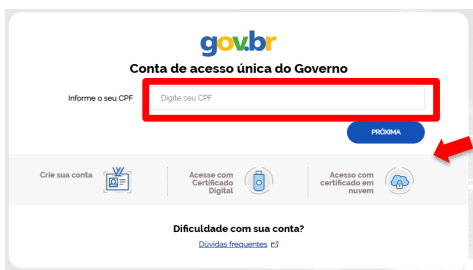 gov.br
Conta de acesso única do Governo
Informe o seu CPF
Digite seu CPF
PRÓXIMA
Crie sua conta
Acesse com
Certificado
Digital
Acesso com
certificado em
nuvem
Dificuldade com sua conta?
Dúvidas frequentes